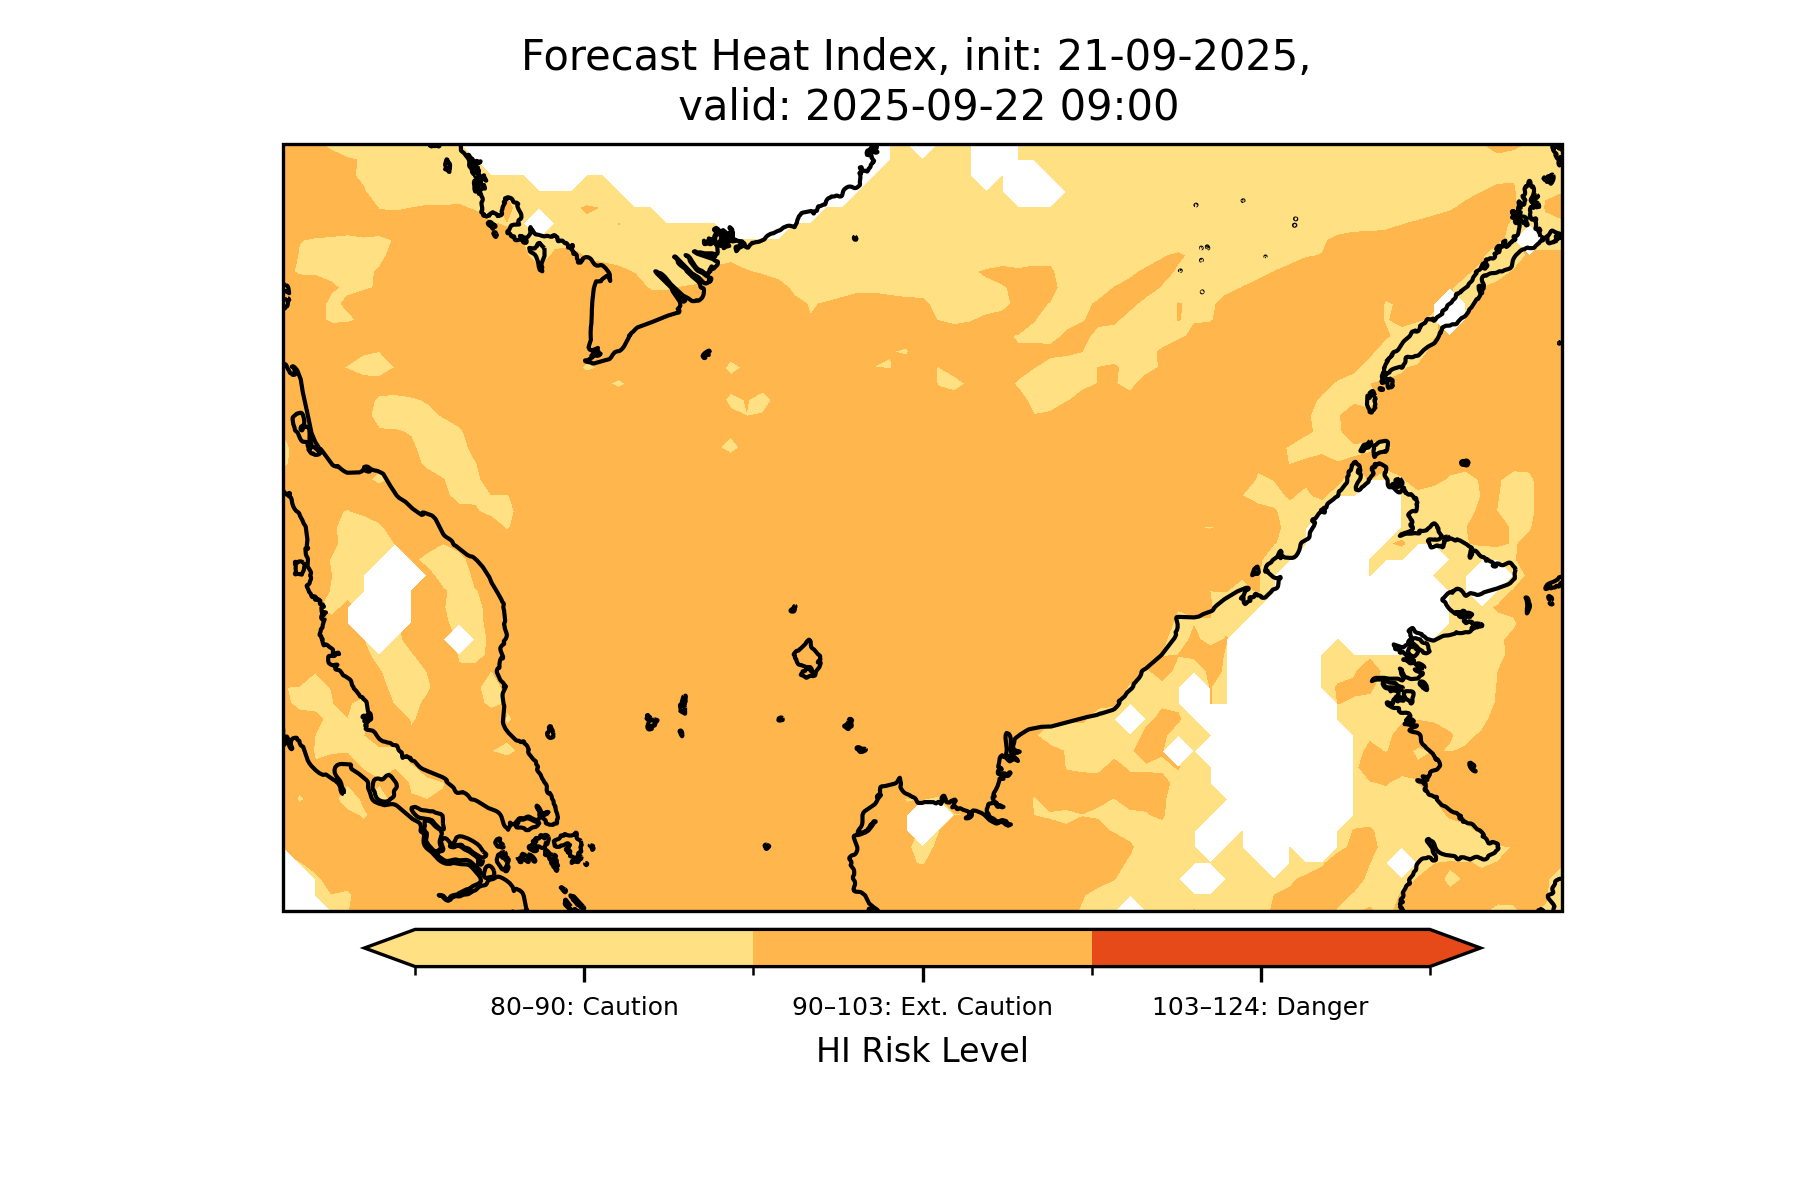 Forecast Heat Index, init: 21-09-2025,
valid: 2025-09-22 09:00
80–90: Caution
90–103: Ext. Caution
103–124: Danger
HI Risk Level